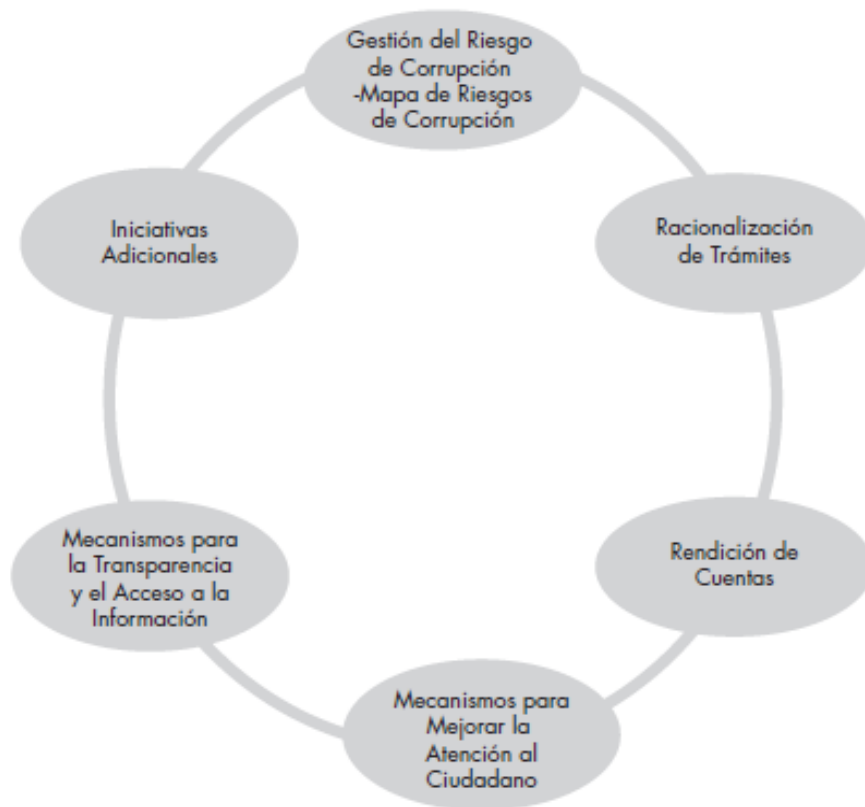 Gestión del Riesgo
de Corrupción
-Mapa de Riesgos
de Corrupción
Racionalización
de Trámites
Rendición de
Cuentas
Mecanismos para
Mejorar la
Atención al
Ciudadano
Mecanismos para
la Transparencia
y el Acceso a la
Información
Iniciativas
Adicionales